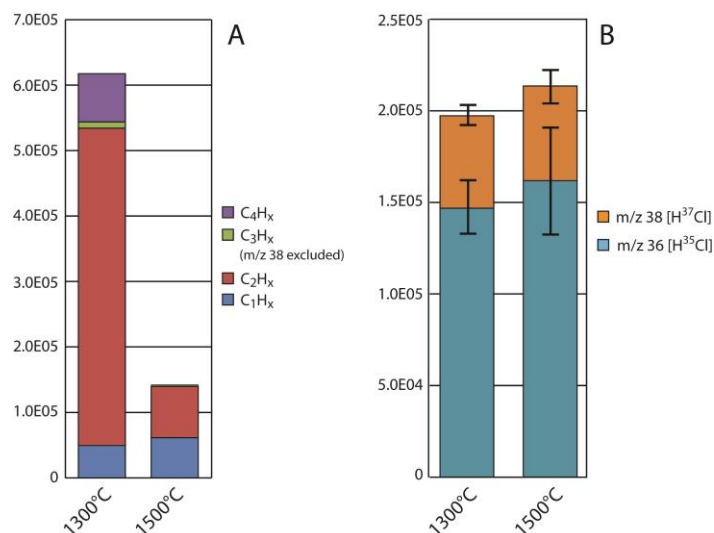 A
7.0E05
6.0E05
5.0E05
4.0E05
3.0E05
2.0E05
1.0E05
0
1300°C
1500°C
C₄Hₓ
C₃Hₓ
(m/z 38 excluded)
C₂Hₓ
C₁Hₓ
B
2.5E05
2.0E05
1.5E05
1.0E05
5.0E04
0
1300°C
1500°C
m/z 38 [H³⁷Cl]
m/z 36 [H³⁵Cl]